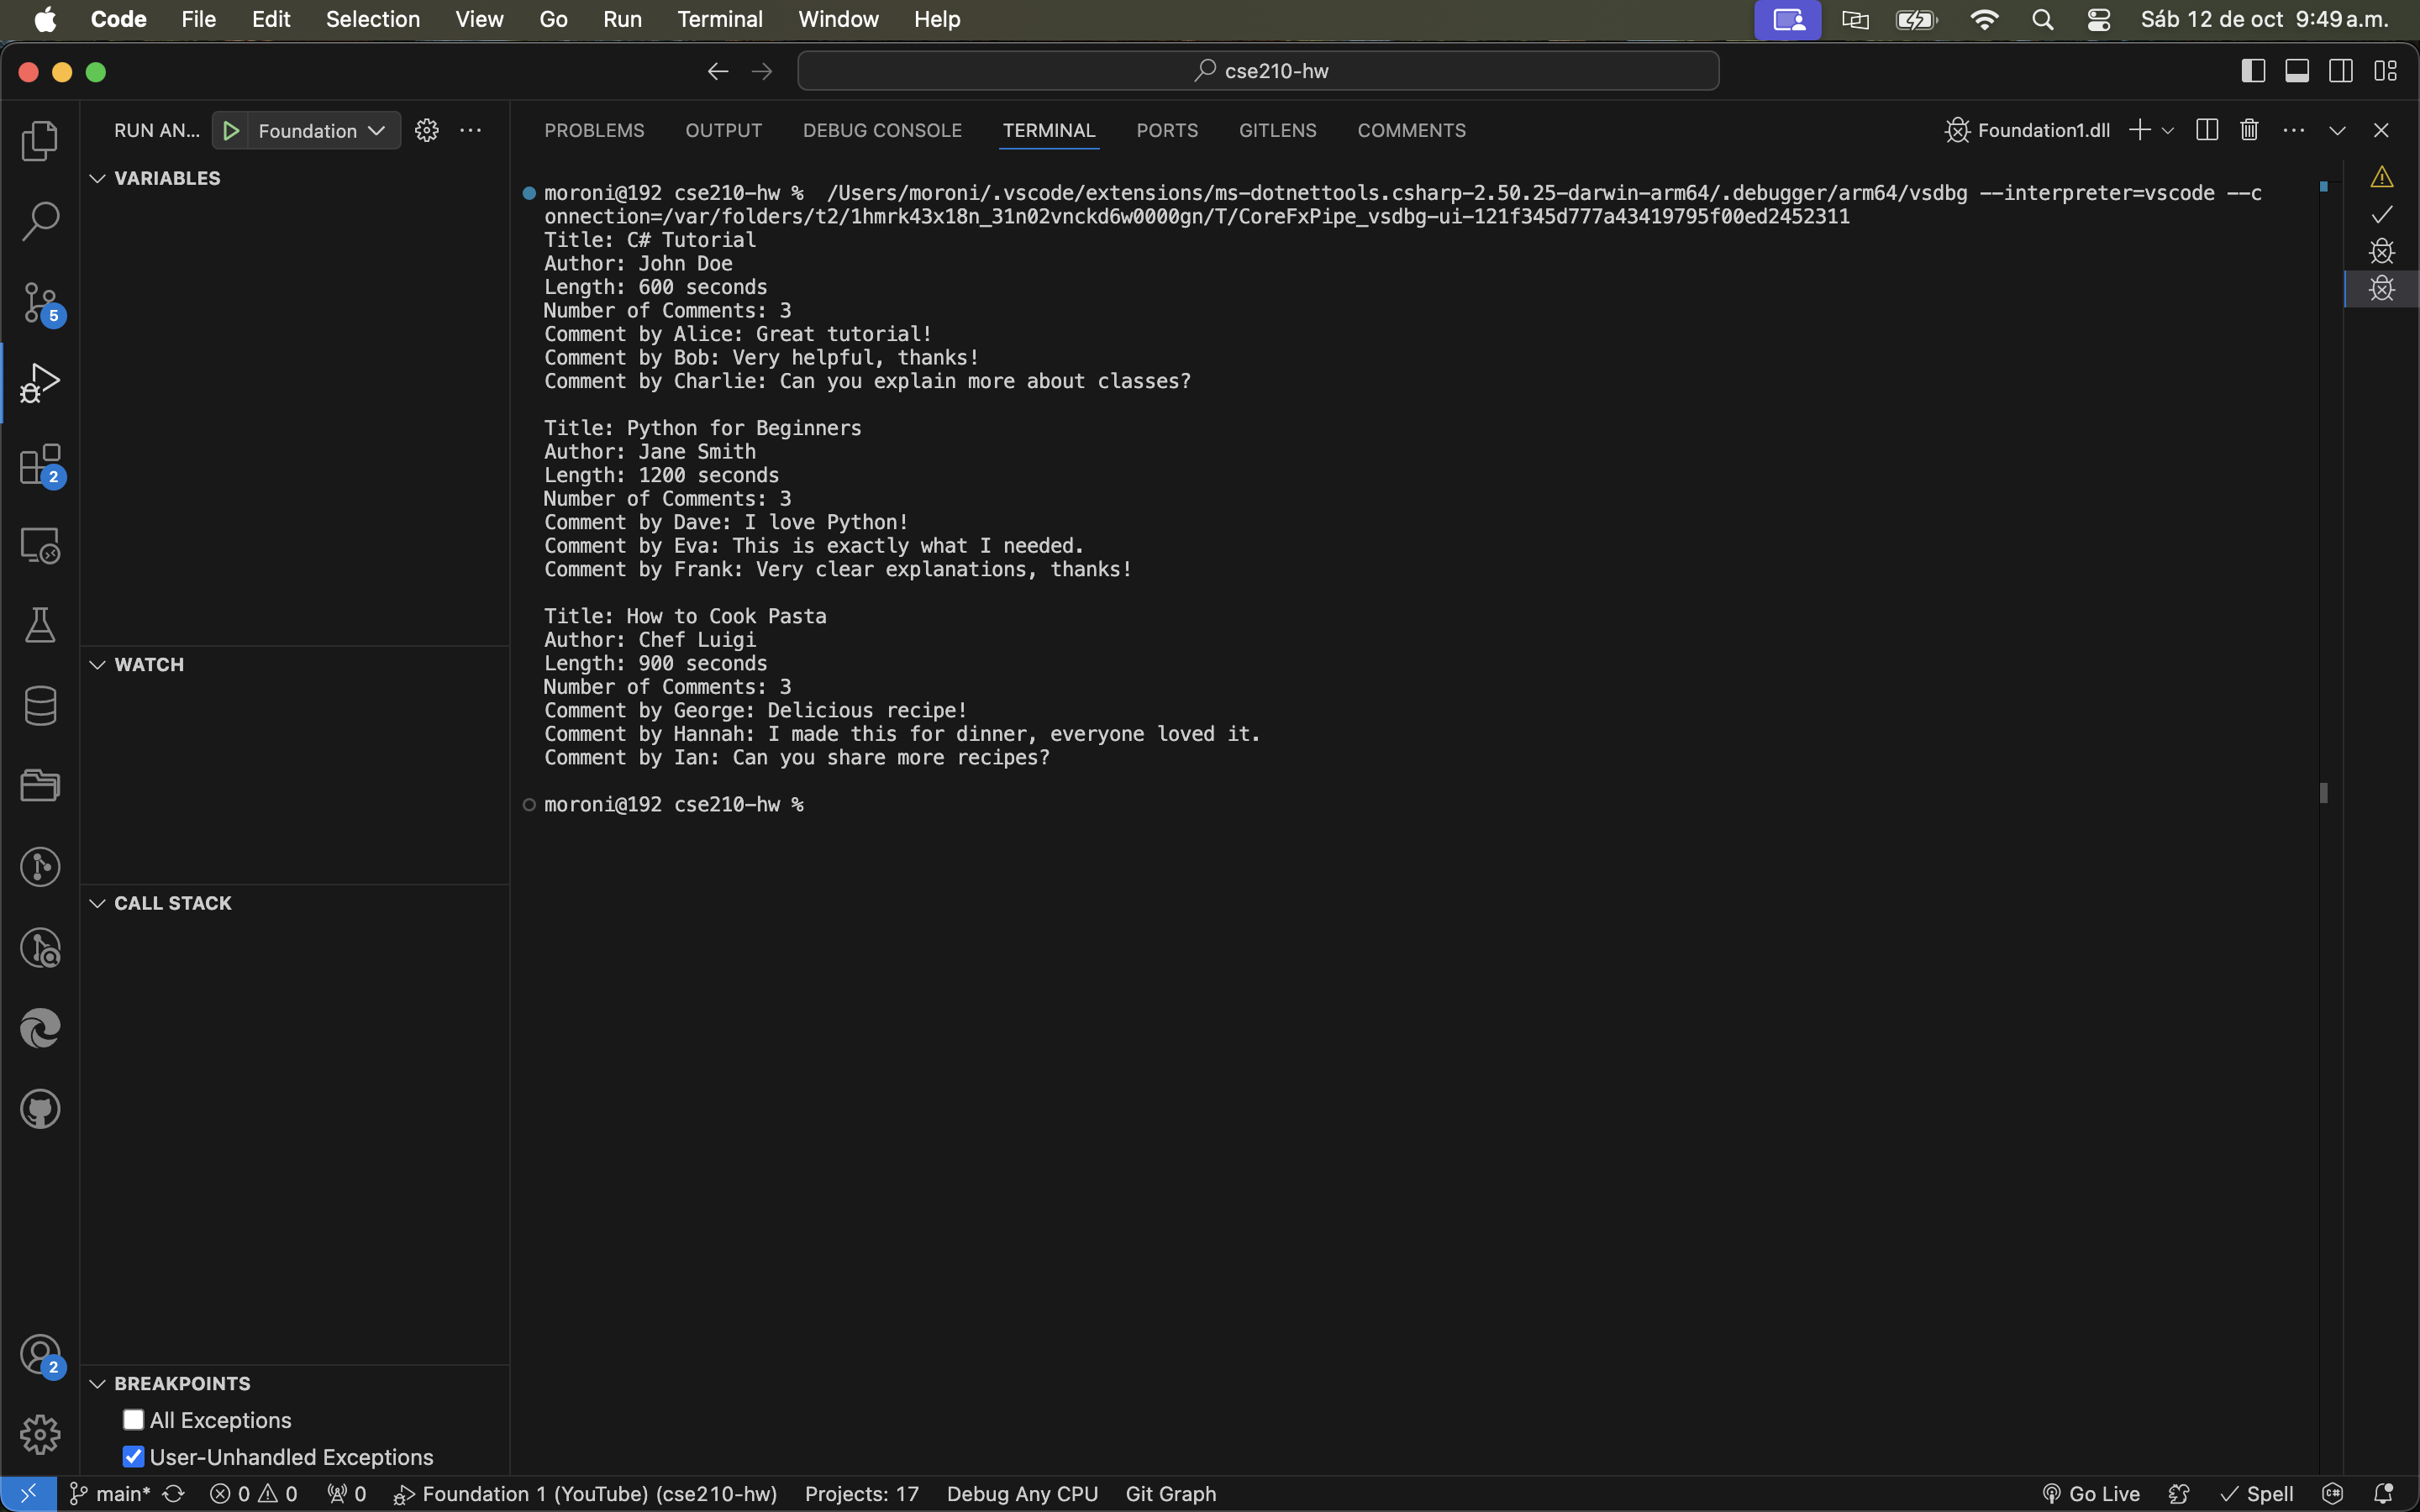 Code File Edit Selection View Go Run Terminal Window Help Sáb 12 de oct 9:49 a.m.
cse210-hw
RUN AN... Foundation
PROBLEMS OUTPUT DEBUG CONSOLE TERMINAL PORTS GITLENS COMMENTS Foundation1.dll
VARIABLES
moroni@192 cse210-hw % /Users/moroni/.vscode/extensions/ms-dotnettools.csharp-2.50.25-darwin-arm64/.debugger/arm64/vsdbg --interpreter=vscode --c
onnection=/var/folders/t2/1hmrk43x18n_31n02vnckd6w0000gn/T/CoreFxPipe_vsdbg-ui-121f345d777a43419795f00ed2452311
Title: C# Tutorial
Author: John Doe
Length: 600 seconds
Number of Comments: 3
Comment by Alice: Great tutorial!
Comment by Bob: Very helpful, thanks!
Comment by Charlie: Can you explain more about classes?
Title: Python for Beginners
Author: Jane Smith
Length: 1200 seconds
Number of Comments: 3
Comment by Dave: I love Python!
Comment by Eva: This is exactly what I needed.
Comment by Frank: Very clear explanations, thanks!
Title: How to Cook Pasta
Author: Chef Luigi
Length: 900 seconds
Number of Comments: 3
Comment by George: Delicious recipe!
Comment by Hannah: I made this for dinner, everyone loved it.
Comment by Ian: Can you share more recipes?
moroni@192 cse210-hw %
5
2
WATCH
CALL STACK
2
BREAKPOINTS
All Exceptions
User-Unhandled Exceptions
main* 0 0 0 Foundation 1 (YouTube) (cse210-hw) Projects: 17 Debug Any CPU Git Graph Go Live Spell